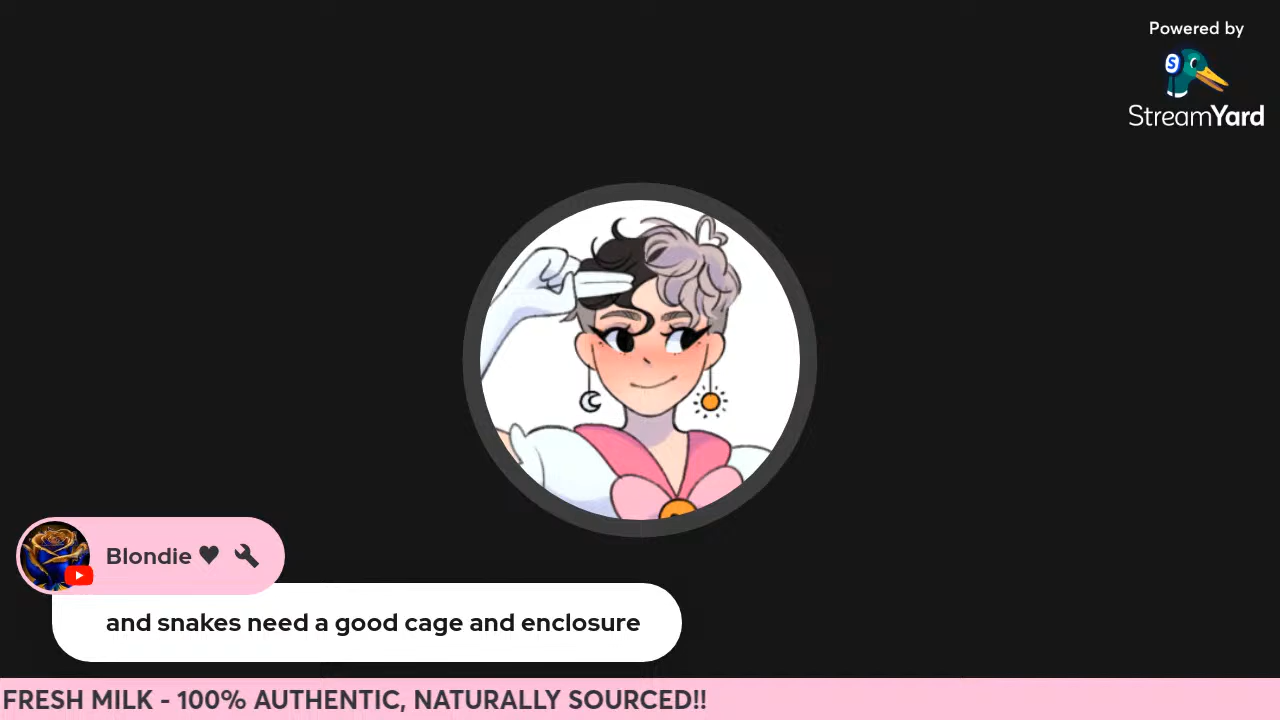 Powered by
S
StreamYard
Blondie 🖤
and snakes need a good cage and enclosure
FRESH MILK - 100% AUTHENTIC, NATURALLY SOURCED!!